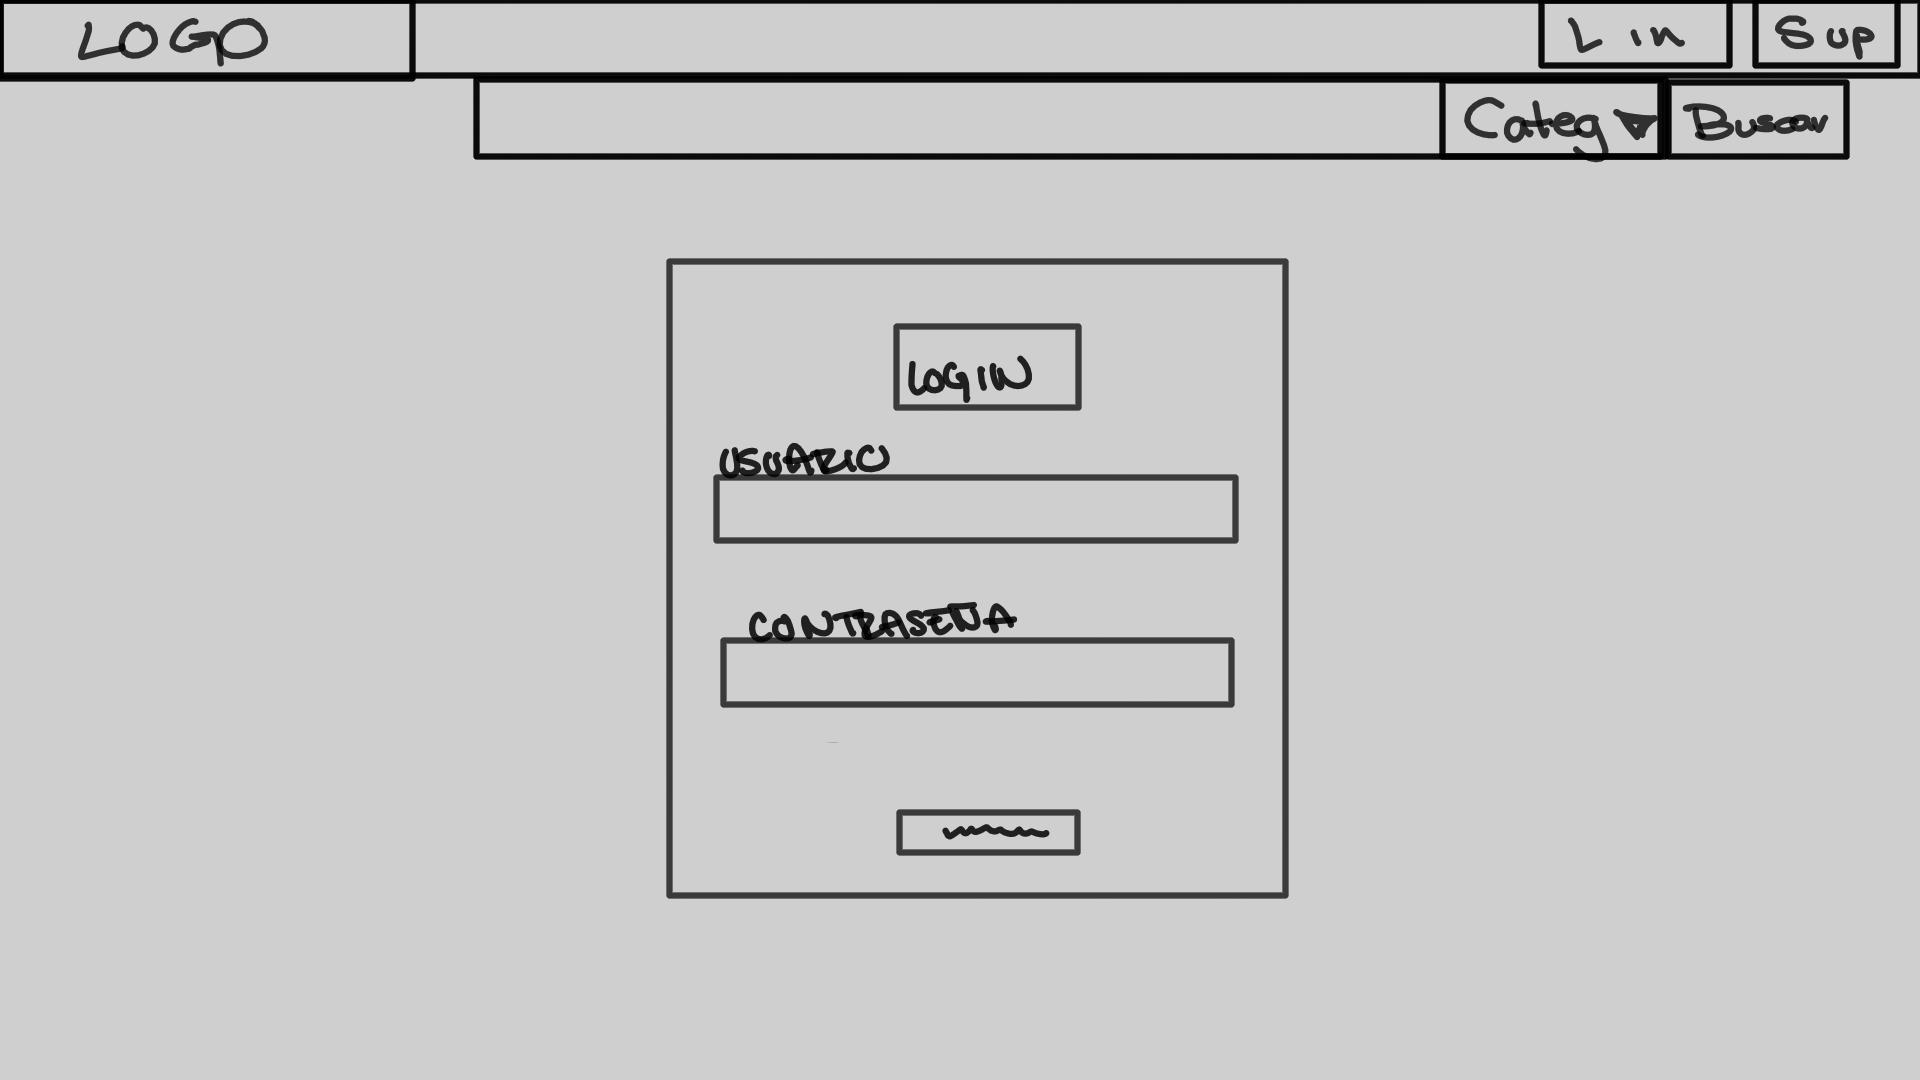 LOGO L in Sup
Categ Buscar
LOGIN
USUARIO
CONTRASEÑA